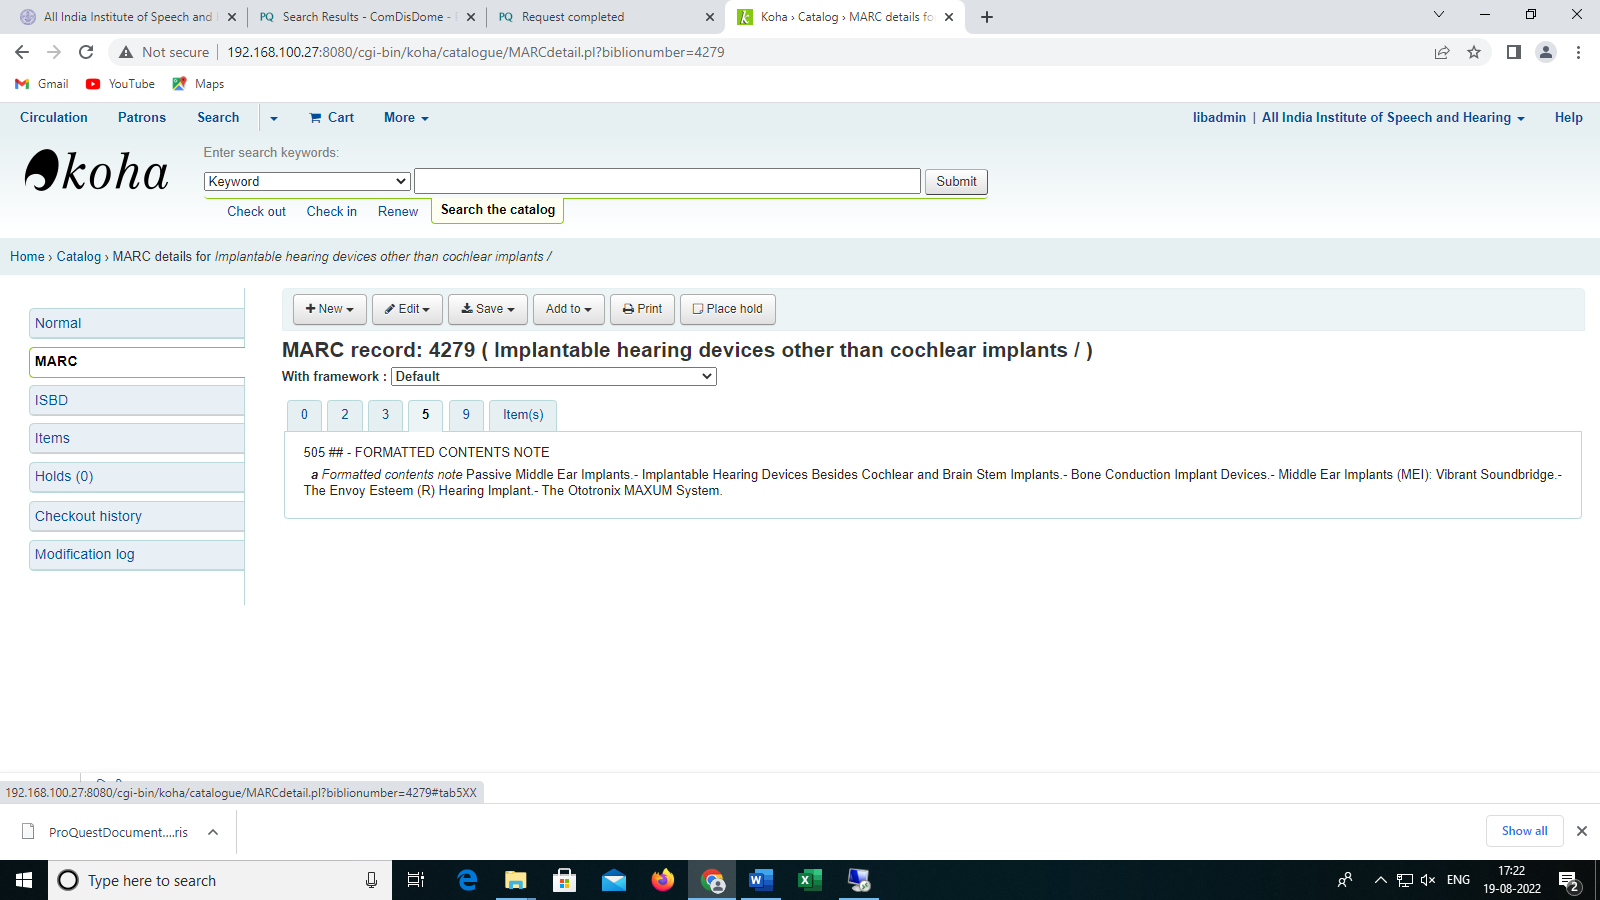 All India Institute of Speech and
Search Results - ComDisDome -
Request completed
Koha › Catalog › MARC details fo
Not secure
192.168.100.27:8080/cgi-bin/koha/catalogue/MARCdetail.pl?biblionumber=4279
Gmail YouTube Maps
Circulation Patrons Search Cart More libadmin | All India Institute of Speech and Hearing Help
koha
Enter search keywords:
Keyword Submit
Check out Check in Renew Search the catalog
Home › Catalog › MARC details for Implantable hearing devices other than cochlear implants /
New Edit Save Add to Print Place hold
Normal
MARC
ISBD
Items
Holds (0)
Checkout history
Modification log
MARC record: 4279 ( Implantable hearing devices other than cochlear implants / )
With framework : Default
0 2 3 5 9 Item(s)
505 ## - FORMATTED CONTENTS NOTE
a Formatted contents note Passive Middle Ear Implants.- Implantable Hearing Devices Besides Cochlear and Brain Stem Implants.- Bone Conduction Implant Devices.- Middle Ear Implants (MEI): Vibrant Soundbridge.-
The Envoy Esteem (R) Hearing Implant.- The Ototronix MAXUM System.
192.168.100.27:8080/cgi-bin/koha/catalogue/MARCdetail.pl?biblionumber=4279#tab5XX
ProQuestDocument....ris
Show all
Type here to search
ENG
17:22
19-08-2022
2